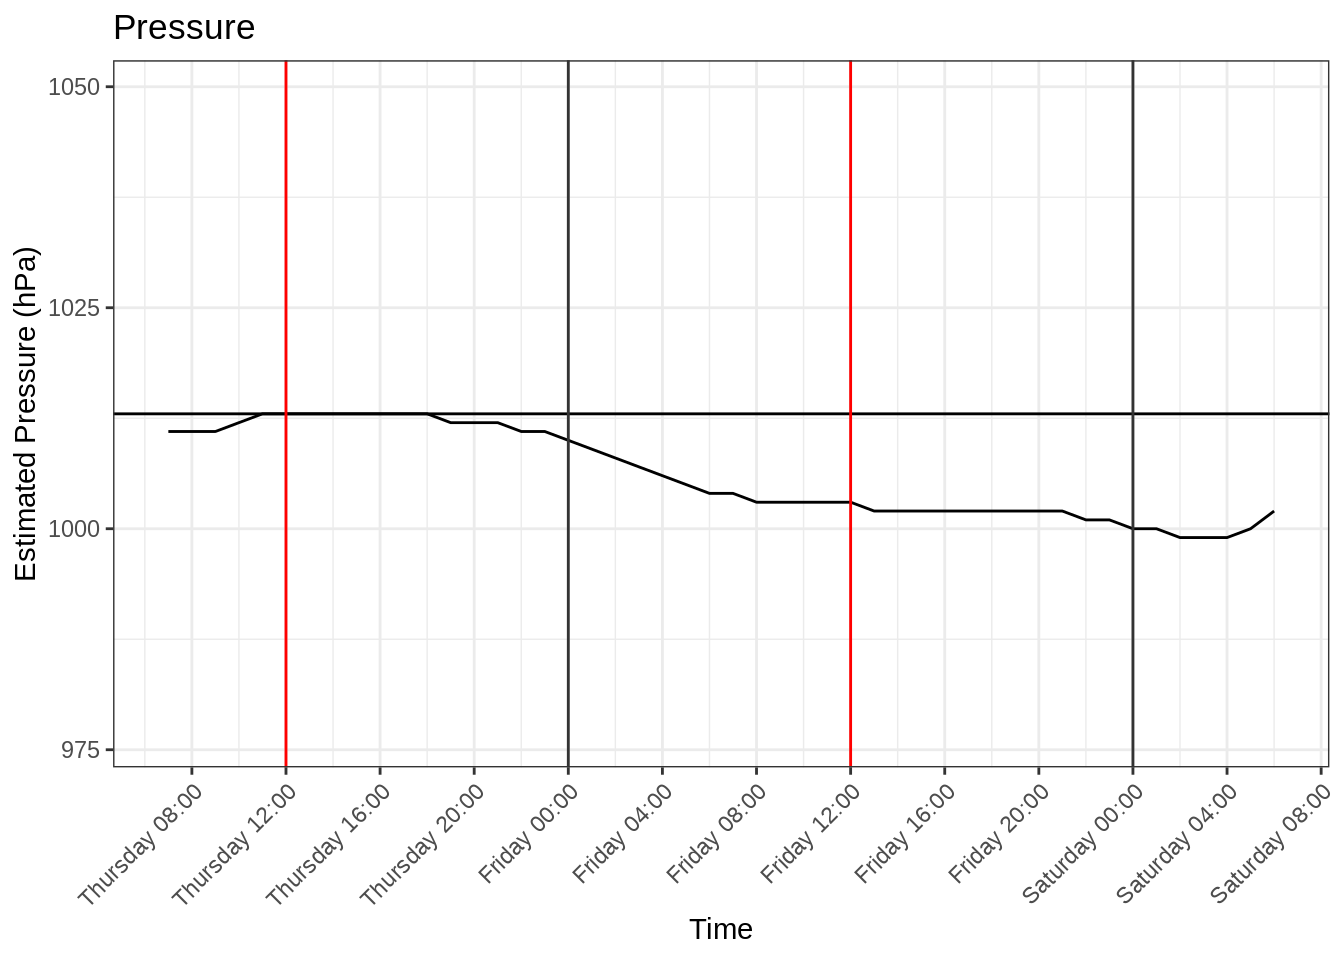 Pressure
Estimated Pressure (hPa)
1050
1025
1000
975
Thursday 08:00
Thursday 12:00
Thursday 16:00
Thursday 20:00
Friday 00:00
Friday 04:00
Friday 08:00
Friday 12:00
Friday 16:00
Friday 20:00
Saturday 00:00
Saturday 04:00
Saturday 08:00
Time